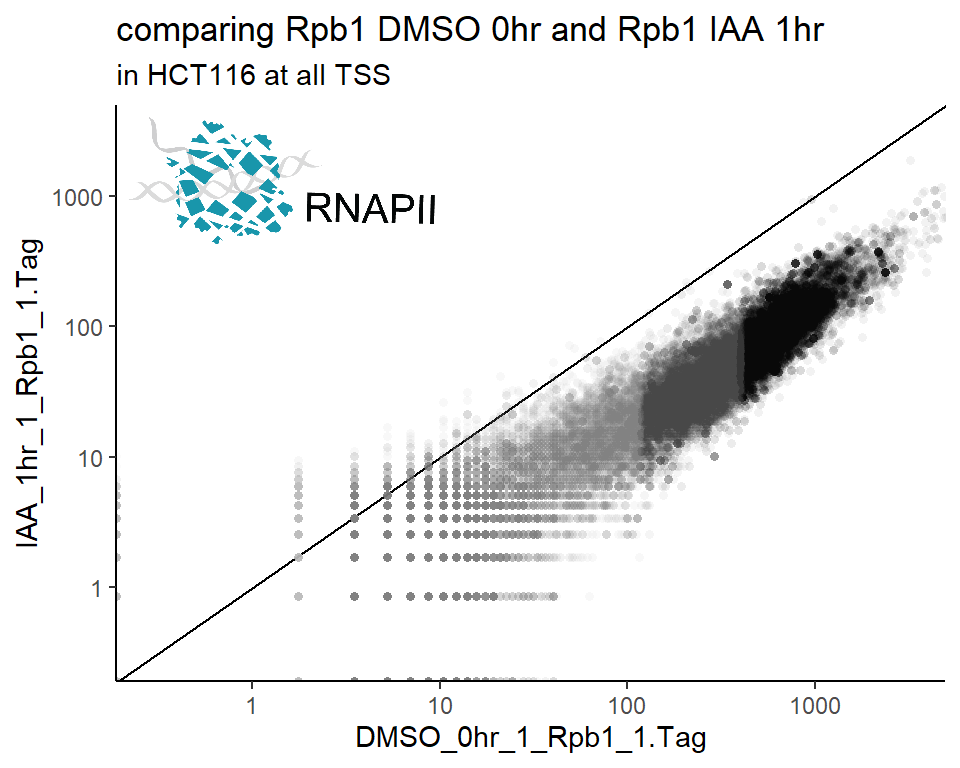 comparing Rpb1 DMSO 0hr and Rpb1 IAA 1hr
in HCT116 at all TSS
RNAPII
1000
100
10
1
IAA_1hr_1_Rpb1_1.Tag
1 10 100 1000
DMSO_0hr_1_Rpb1_1.Tag